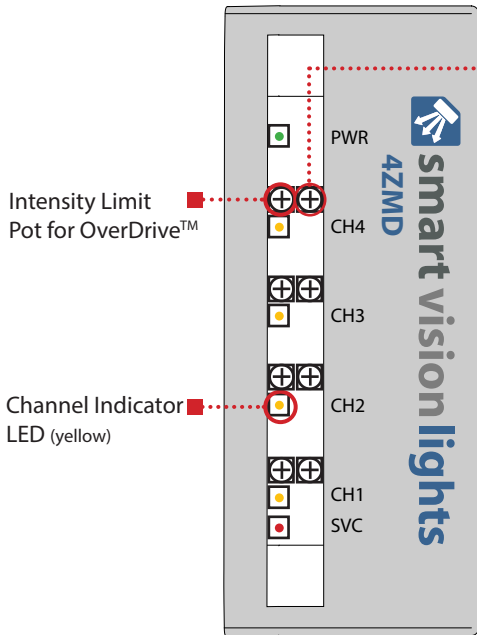 PWR
Intensity Limit
Pot for OverDrive™
CH4
CH3
Channel Indicator
LED (yellow)
CH2
CH1
SVC
smart vision lights
4ZMD